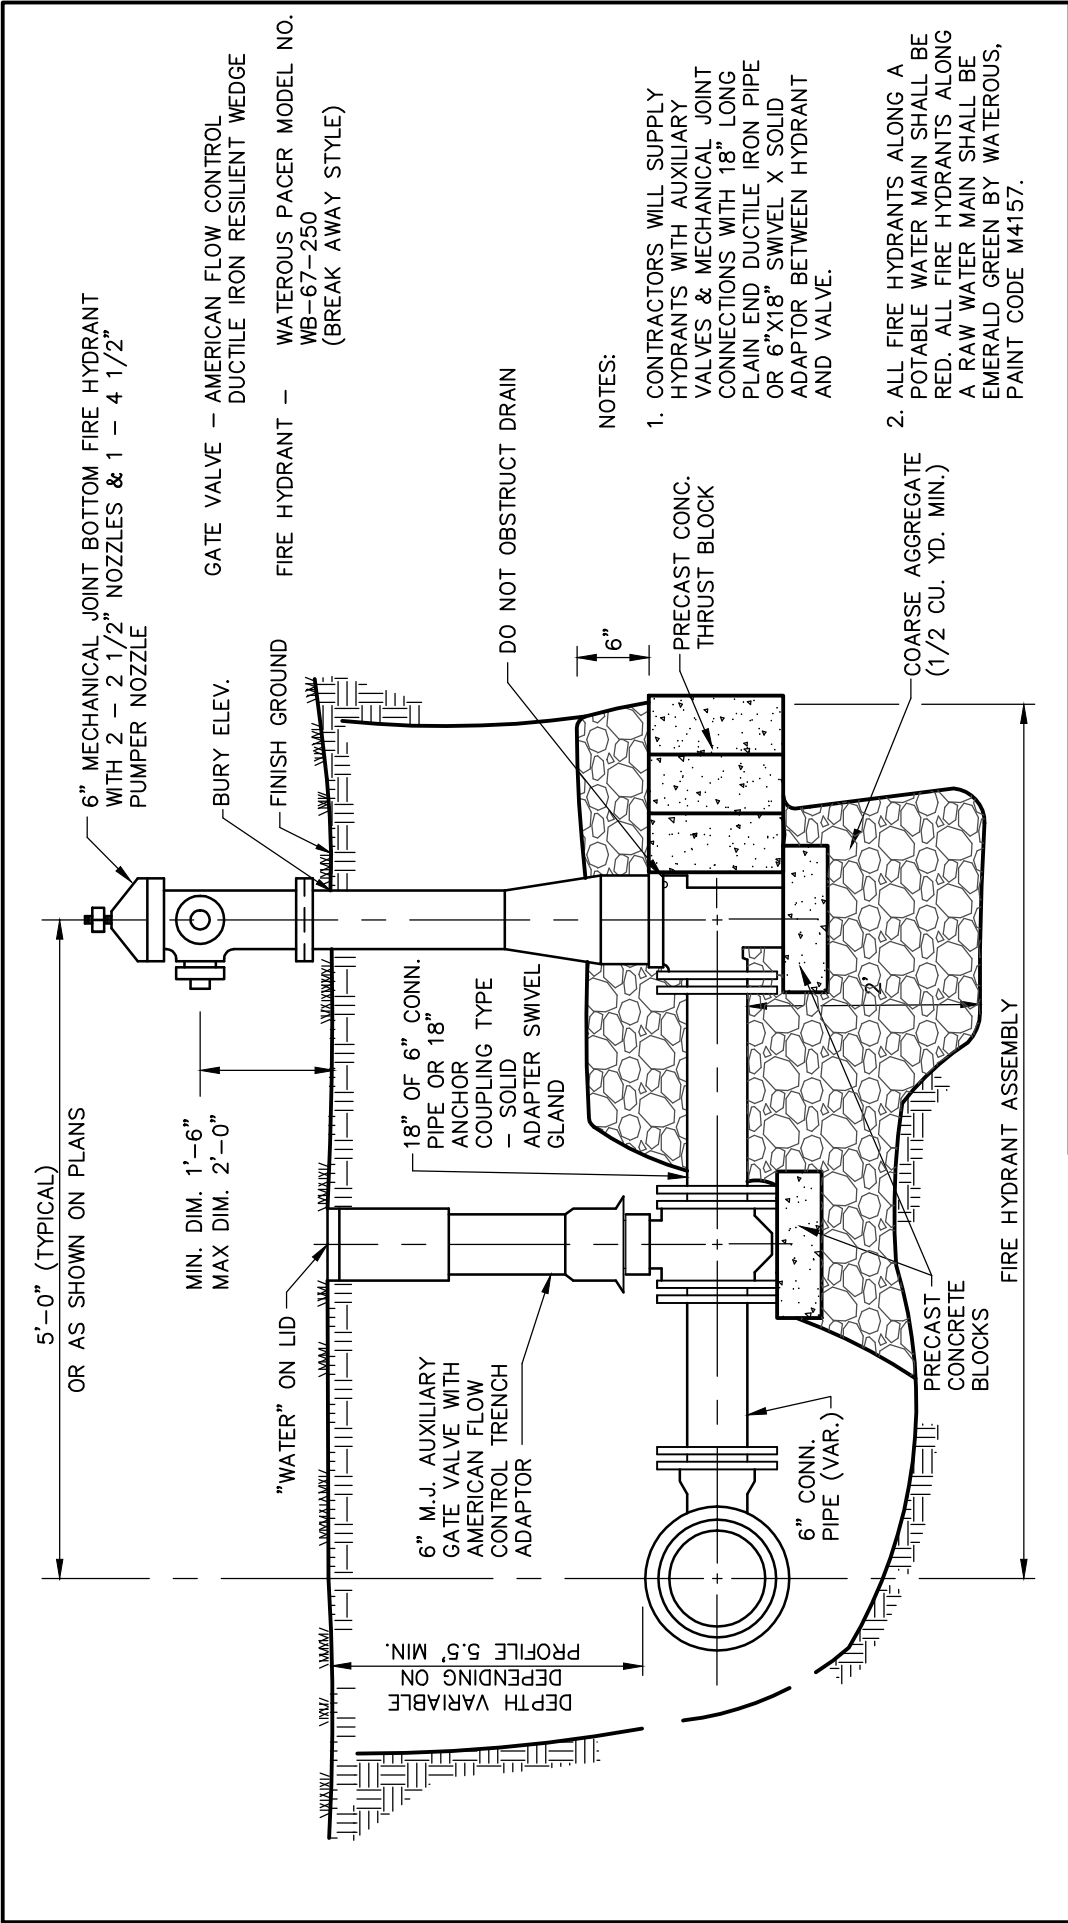 5'-0" (TYPICAL)
OR AS SHOWN ON PLANS
6" MECHANICAL JOINT BOTTOM FIRE HYDRANT
WITH 2 - 2 1/2" NOZZLES & 1 - 4 1/2"
PUMPER NOZZLE
MIN. DIM. 1'-6"
MAX DIM. 2'-0"
BURY ELEV.
FINISH GROUND
"WATER" ON LID
GATE VALVE - AMERICAN FLOW CONTROL
DUCTILE IRON RESILIENT WEDGE
FIRE HYDRANT - WATEROUS PACER MODEL NO.
WB-67-250
(BREAK AWAY STYLE)
DEPTH VARIABLE
DEPENDING ON
PROFILE 5.5' MIN.
6" M.J. AUXILIARY
GATE VALVE WITH
AMERICAN FLOW
CONTROL TRENCH
ADAPTOR
18" OF 6" CONN.
PIPE OR 18"
ANCHOR
COUPLING TYPE
- SOLID
ADAPTER SWIVEL
GLAND
DO NOT OBSTRUCT DRAIN
6"
PRECAST CONC.
THRUST BLOCK
6" CONN.
PIPE (VAR.)
2'
PRECAST
CONCRETE
BLOCKS
COARSE AGGREGATE
(1/2 CU. YD. MIN.)
FIRE HYDRANT ASSEMBLY
NOTES:
1. CONTRACTORS WILL SUPPLY
HYDRANTS WITH AUXILIARY
VALVES & MECHANICAL JOINT
CONNECTIONS WITH 18" LONG
PLAIN END DUCTILE IRON PIPE
OR 6"X18" SWIVEL X SOLID
ADAPTOR BETWEEN HYDRANT
AND VALVE.
2. ALL FIRE HYDRANTS ALONG A
POTABLE WATER MAIN SHALL BE
RED. ALL FIRE HYDRANTS ALONG
A RAW WATER MAIN SHALL BE
EMERALD GREEN BY WATEROUS,
PAINT CODE M4157.